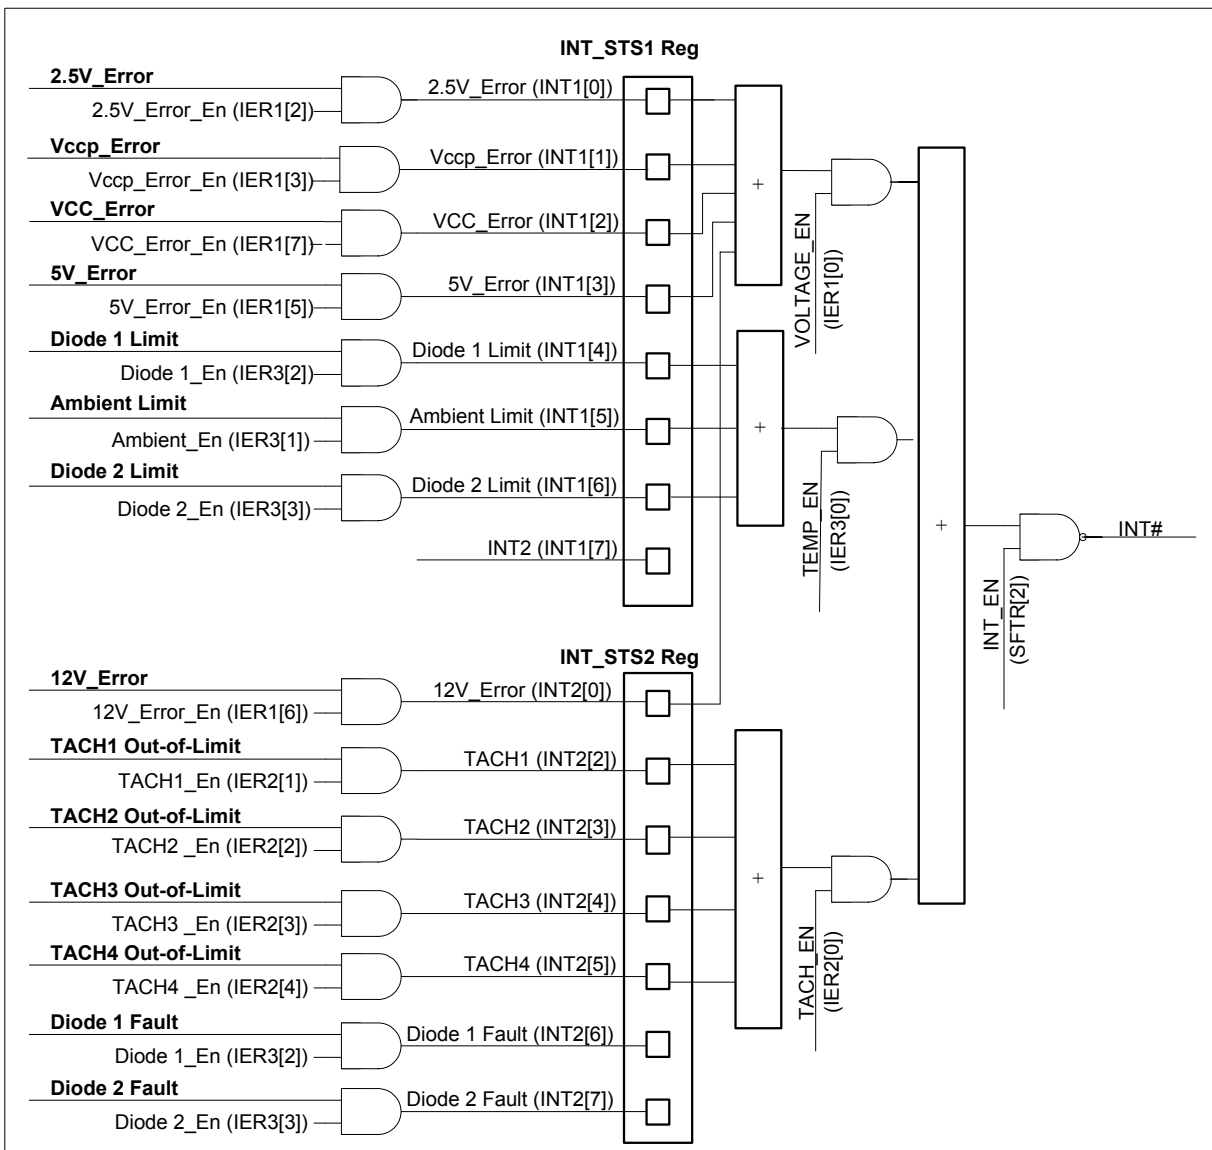 INT_STS1 Reg
2.5V_Error
2.5V_Error_En (IER1[2])
2.5V_Error (INT1[0])
Vccp_Error
Vccp_Error_En (IER1[3])
Vccp_Error (INT1[1])
VCC_Error
VCC_Error_En (IER1[7])
VCC_Error (INT1[2])
5V_Error
5V_Error_En (IER1[5])
5V_Error (INT1[3])
Diode 1 Limit
Diode 1_En (IER3[2])
Diode 1 Limit (INT1[4])
Ambient Limit
Ambient_En (IER3[1])
Ambient Limit (INT1[5])
Diode 2 Limit
Diode 2_En (IER3[3])
Diode 2 Limit (INT1[6])
INT2 (INT1[7])
+
VOLTAGE_EN
(IER1[0])
+
TEMP_EN
(IER3[0])
+
INT_EN
(SFTR[2])
INT#
INT_STS2 Reg
12V_Error
12V_Error_En (IER1[6])
12V_Error (INT2[0])
TACH1 Out-of-Limit
TACH1_En (IER2[1])
TACH1 (INT2[2])
TACH2 Out-of-Limit
TACH2 _En (IER2[2])
TACH2 (INT2[3])
TACH3 Out-of-Limit
TACH3 _En (IER2[3])
TACH3 (INT2[4])
TACH4 Out-of-Limit
TACH4 _En (IER2[4])
TACH4 (INT2[5])
Diode 1 Fault
Diode 1_En (IER3[2])
Diode 1 Fault (INT2[6])
Diode 2 Fault
Diode 2_En (IER3[3])
Diode 2 Fault (INT2[7])
+
TACH_EN
(IER2[0])